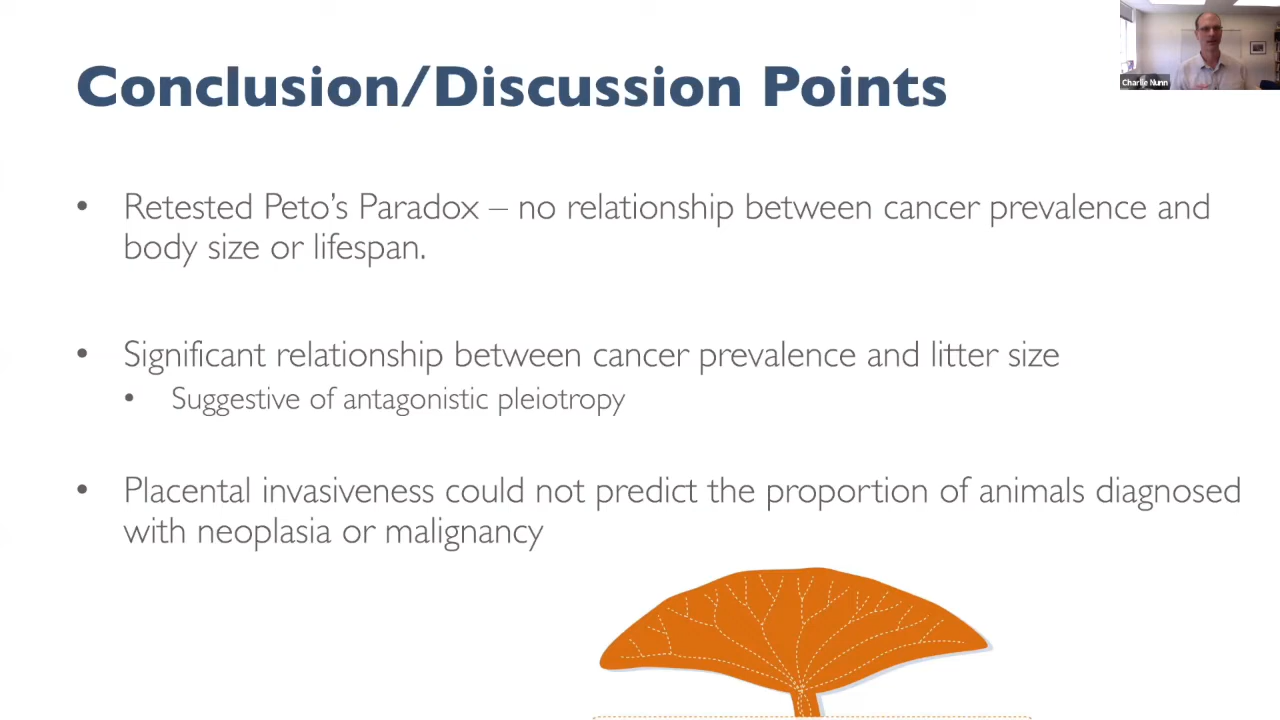 Conclusion/Discussion Points
Charlie Nunn
• Retested Peto's Paradox – no relationship between cancer prevalence and
body size or lifespan.
• Significant relationship between cancer prevalence and litter size
• Suggestive of antagonistic pleiotropy
• Placental invasiveness could not predict the proportion of animals diagnosed
with neoplasia or malignancy